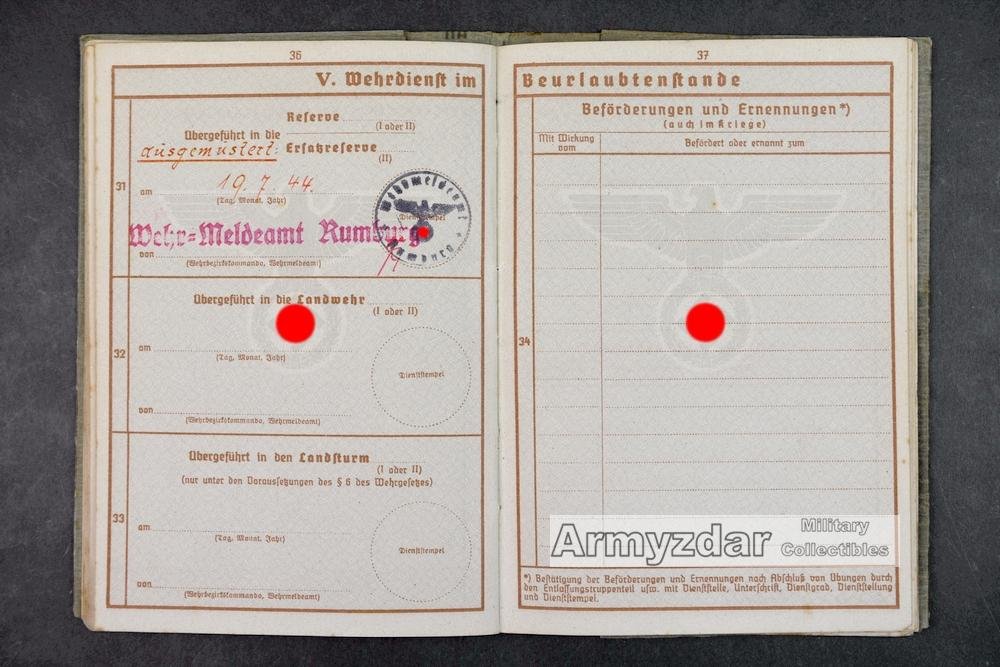 36
V. Wehrdienst im
Reserve
(I oder II)
Übergeführt in die
ausgemustert: Ersatzreserve
(II)
31
am 19. 7. 44.
(Tag, Monat, Jahr)
Wehrmeldeamt
Rumburg
Dienststempel
Wehr=Meldeamt Rumburg
von
(Wehrbezirkskommando, Wehrmeldeamt)
Übergeführt in die Landwehr
(I oder II)
32
am
(Tag, Monat, Jahr)
Dienststempel
von
(Wehrbezirkskommando, Wehrmeldeamt)
Übergeführt in den Landsturm
(I oder II)
(nur unter den Voraussetzungen des § 6 des Wehrgesetzes)
33
am
(Tag, Monat, Jahr)
Dienststempel
von
(Wehrbezirkskommando, Wehrmeldeamt)
37
Beurlaubtenstande
Beförderungen und Ernennungen*)
(auch im Kriege)
Mit Wirkung
vom
Befördert oder ernannt zum
34
Armyzdar Military
Collectibles
*) Bestätigung der Beförderungen und Ernennungen nach Abschluß von Übungen durch
den Entlassungstruppenteil usw. mit Dienststelle, Unterschrift, Dienstgrad, Dienststellung
und Dienststempel.